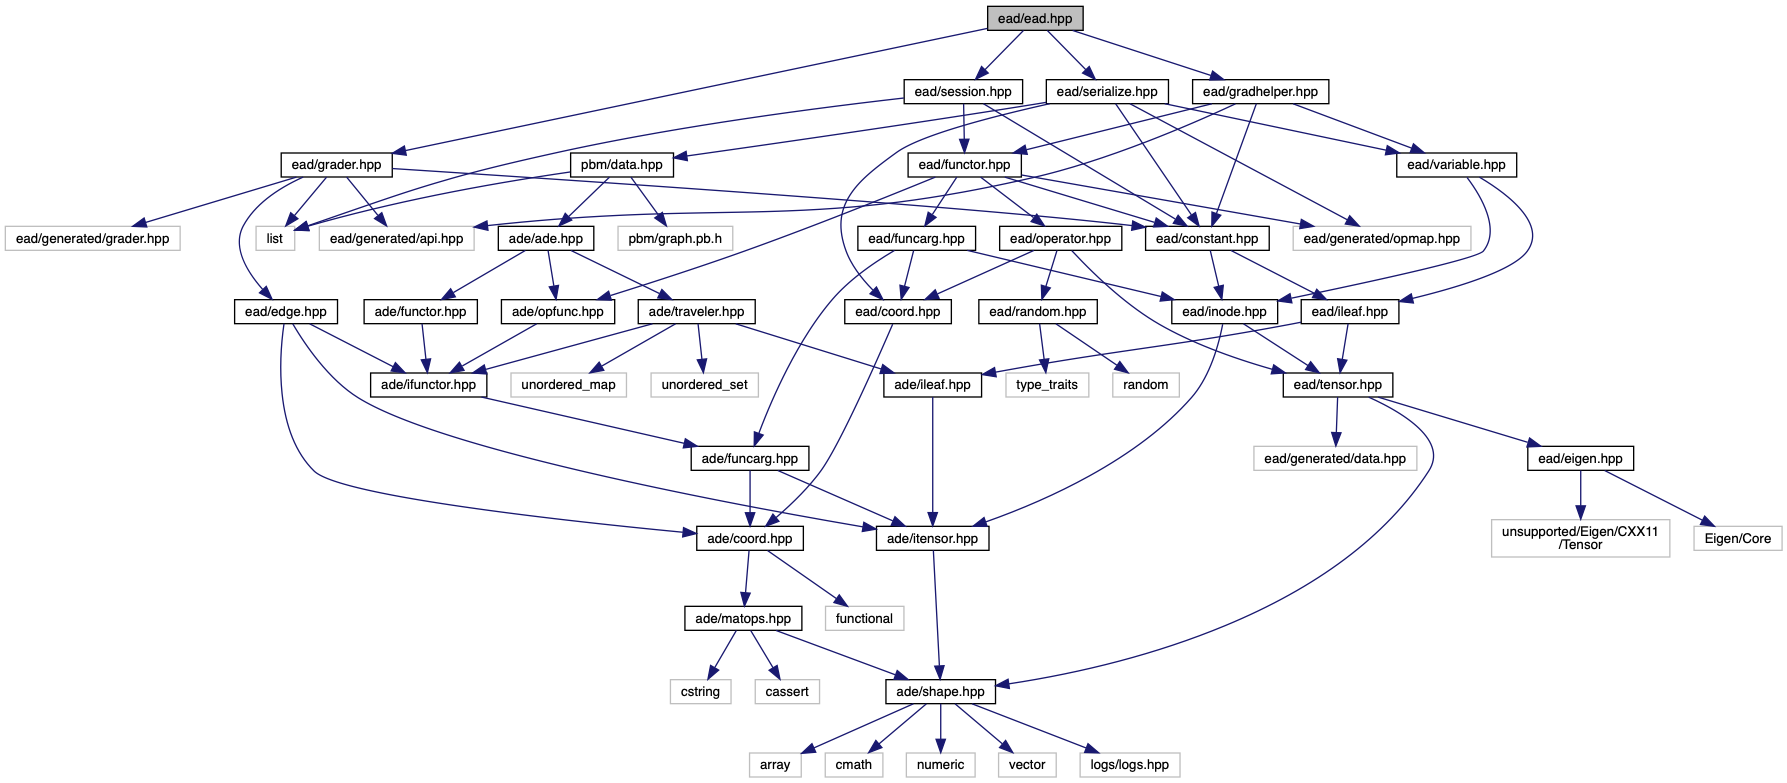 ead/ead.hpp
ead/session.hpp
ead/serialize.hpp
ead/gradhelper.hpp
ead/grader.hpp
pbm/data.hpp
ead/functor.hpp
ead/variable.hpp
ead/generated/grader.hpp
list
ead/generated/api.hpp
ade/ade.hpp
pbm/graph.pb.h
ead/funcarg.hpp
ead/operator.hpp
ead/constant.hpp
ead/generated/opmap.hpp
ead/edge.hpp
ade/functor.hpp
ade/opfunc.hpp
ade/traveler.hpp
ead/coord.hpp
ead/random.hpp
ead/inode.hpp
ead/ileaf.hpp
ade/ifunctor.hpp
unordered_map
unordered_set
ade/ileaf.hpp
type_traits
random
ead/tensor.hpp
ade/funcarg.hpp
ead/generated/data.hpp
ead/eigen.hpp
ade/coord.hpp
ade/itensor.hpp
unsupported/Eigen/CXX11
/Tensor
Eigen/Core
ade/matops.hpp
functional
cstring
cassert
ade/shape.hpp
array
cmath
numeric
vector
logs/logs.hpp